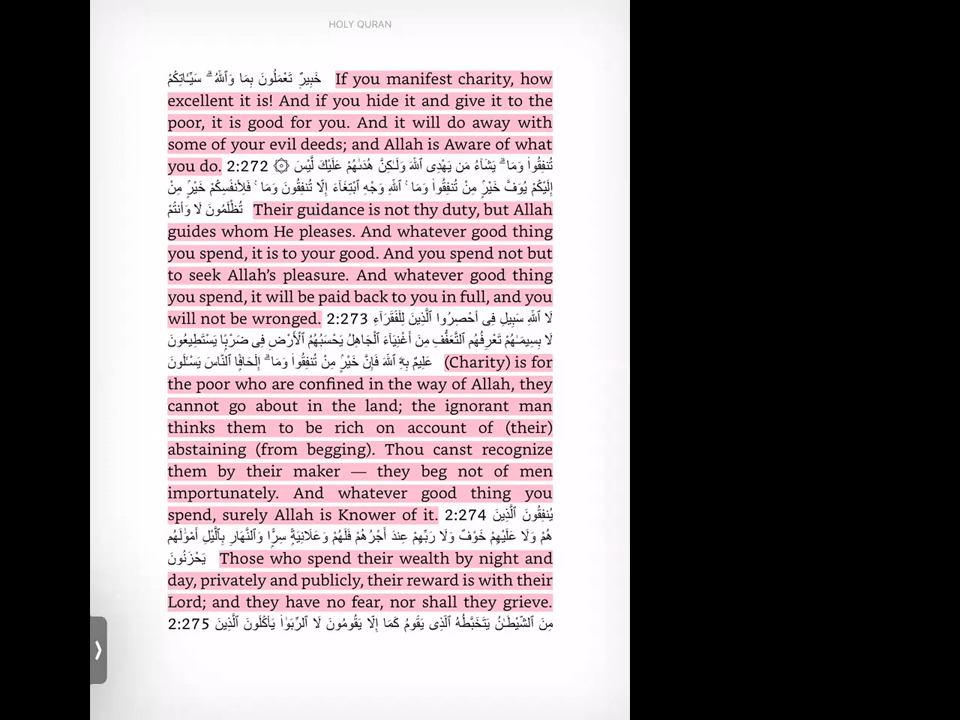 HOLY QURAN
خَبِيرٌ تَعْمَلُونَ بِمَا وَٱللَّهُ ۗ سَيِّـَٔاتِكُمْ If you manifest charity, how
excellent it is! And if you hide it and give it to the
poor, it is good for you. And it will do away with
some of your evil deeds; and Allah is Aware of what
you do. 2:272 تُنفِقُوا۟ وَمَا ۗ يَشَآءُ مَن يَهْدِى ٱللَّهَ وَلَـٰكِنَّ هُدَىٰهُمْ عَلَيْكَ لَّيْسَ ۞
إِلَيْكُمْ يُوَفَّ خَيْرٍ مِنْ تُنفِقُوا۟ وَمَا ۚ ٱللَّهِ وَجْهِ ٱبْتِغَآءَ إِلَّا تُنفِقُونَ وَمَا ۚ فَلِأَنفُسِكُمْ خَيْرٍ مِنْ
تُظْلَمُونَ لَا وَأَنتُمْ Their guidance is not thy duty, but Allah
guides whom He pleases. And whatever good thing
you spend, it is to your good. And you spend not but
to seek Allah’s pleasure. And whatever good thing
you spend, it will be paid back to you in full, and you
will not be wronged. 2:273 لَا ٱللَّهِ سَبِيلِ فِى أُحْصِرُوا ٱلَّذِينَ لِلْفُقَرَآءِ
لَا بِسِيمَـٰهُمْ تَعْرِفُهُم ٱلتَّعَفُّفِ مِنَ أَغْنِيَآءَ ٱلْجَاهِلُ يَحْسَبُهُمُ ٱلْأَرْضِ فِى ضَرْبًا يَسْتَطِيعُونَ
عَلِيمٌ بِهِۦ ٱللَّهَ فَإِنَّ خَيْرٍ مِنْ تُنفِقُوا۟ وَمَا ۗ إِلْحَافًا ٱلنَّاسَ يَسْـَٔلُونَ (Charity) is for
the poor who are confined in the way of Allah, they
cannot go about in the land; the ignorant man
thinks them to be rich on account of (their)
abstaining (from begging). Thou canst recognize
them by their maker — they beg not of men
importunately. And whatever good thing you
spend, surely Allah is Knower of it. 2:274 يُنفِقُونَ ٱلَّذِينَ
هُمْ وَلَا عَلَيْهِمْ خَوْفٌ وَلَا رَبِّهِمْ عِندَ أَجْرُهُمْ فَلَهُمْ وَعَلَانِيَةً سِرًّا وَٱلنَّهَارِ بِٱلَّيْلِ أَمْوَٰلَهُم
يَحْزَنُونَ Those who spend their wealth by night and
day, privately and publicly, their reward is with their
Lord; and they have no fear, nor shall they grieve.
2:275 مِنَ ٱلشَّيْطَـٰنُ يَتَخَبَّطُهُ ٱلَّذِى يَقُومُ كَمَا إِلَّا يَقُومُونَ لَا ٱلرِّبَوٰا۟ يَأْكُلُونَ ٱلَّذِينَ